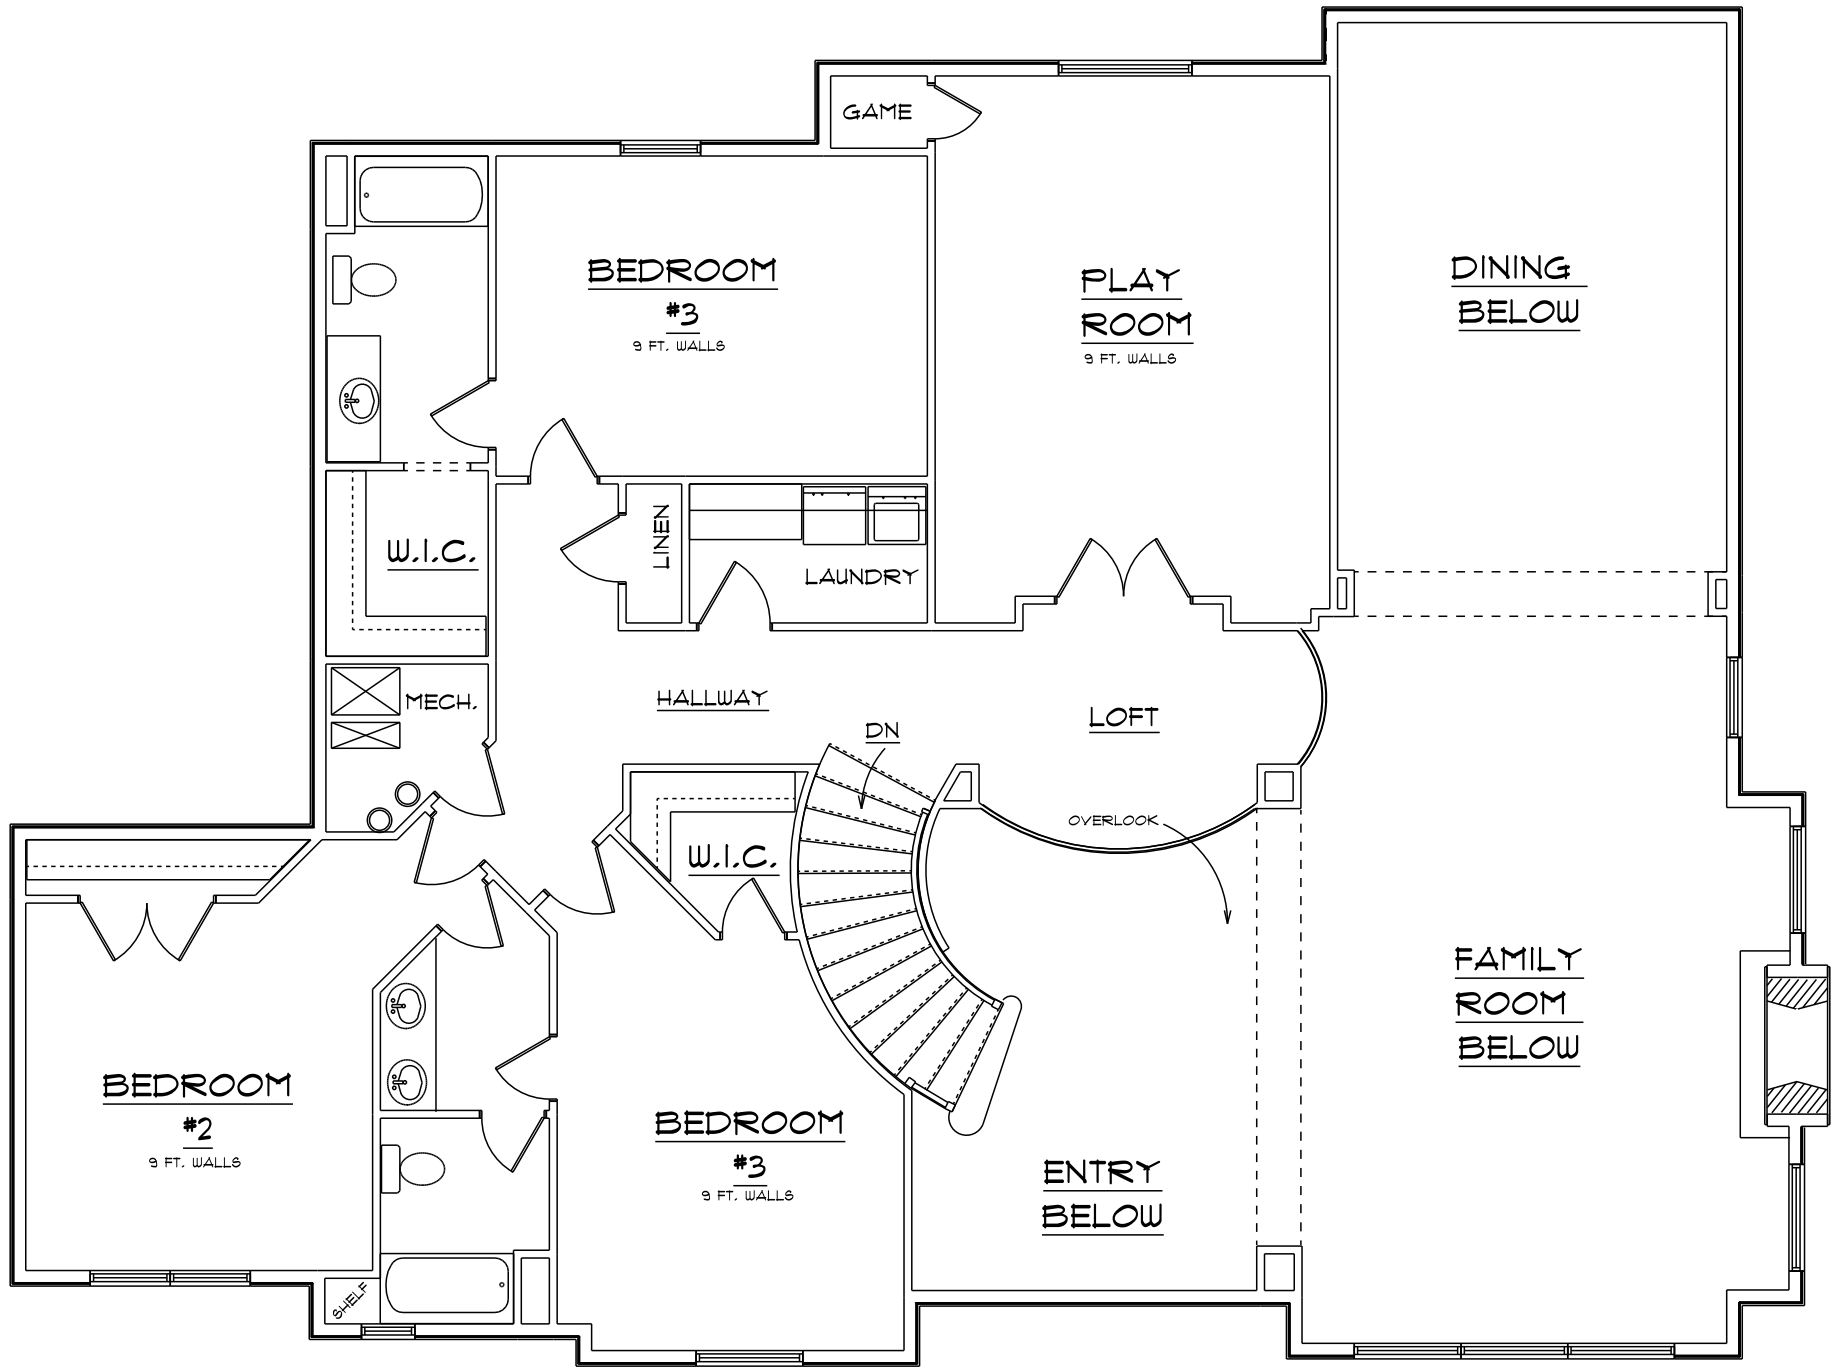 GAME
BEDROOM
#3
9 FT. WALLS
PLAY
ROOM
9 FT. WALLS
DINING
BELOW
W.I.C.
LINEN
LAUNDRY
MECH.
HALLWAY
DN
LOFT
OVERLOOK
W.I.C.
FAMILY
ROOM
BELOW
BEDROOM
#2
9 FT. WALLS
BEDROOM
#3
9 FT. WALLS
ENTRY
BELOW
SHELF